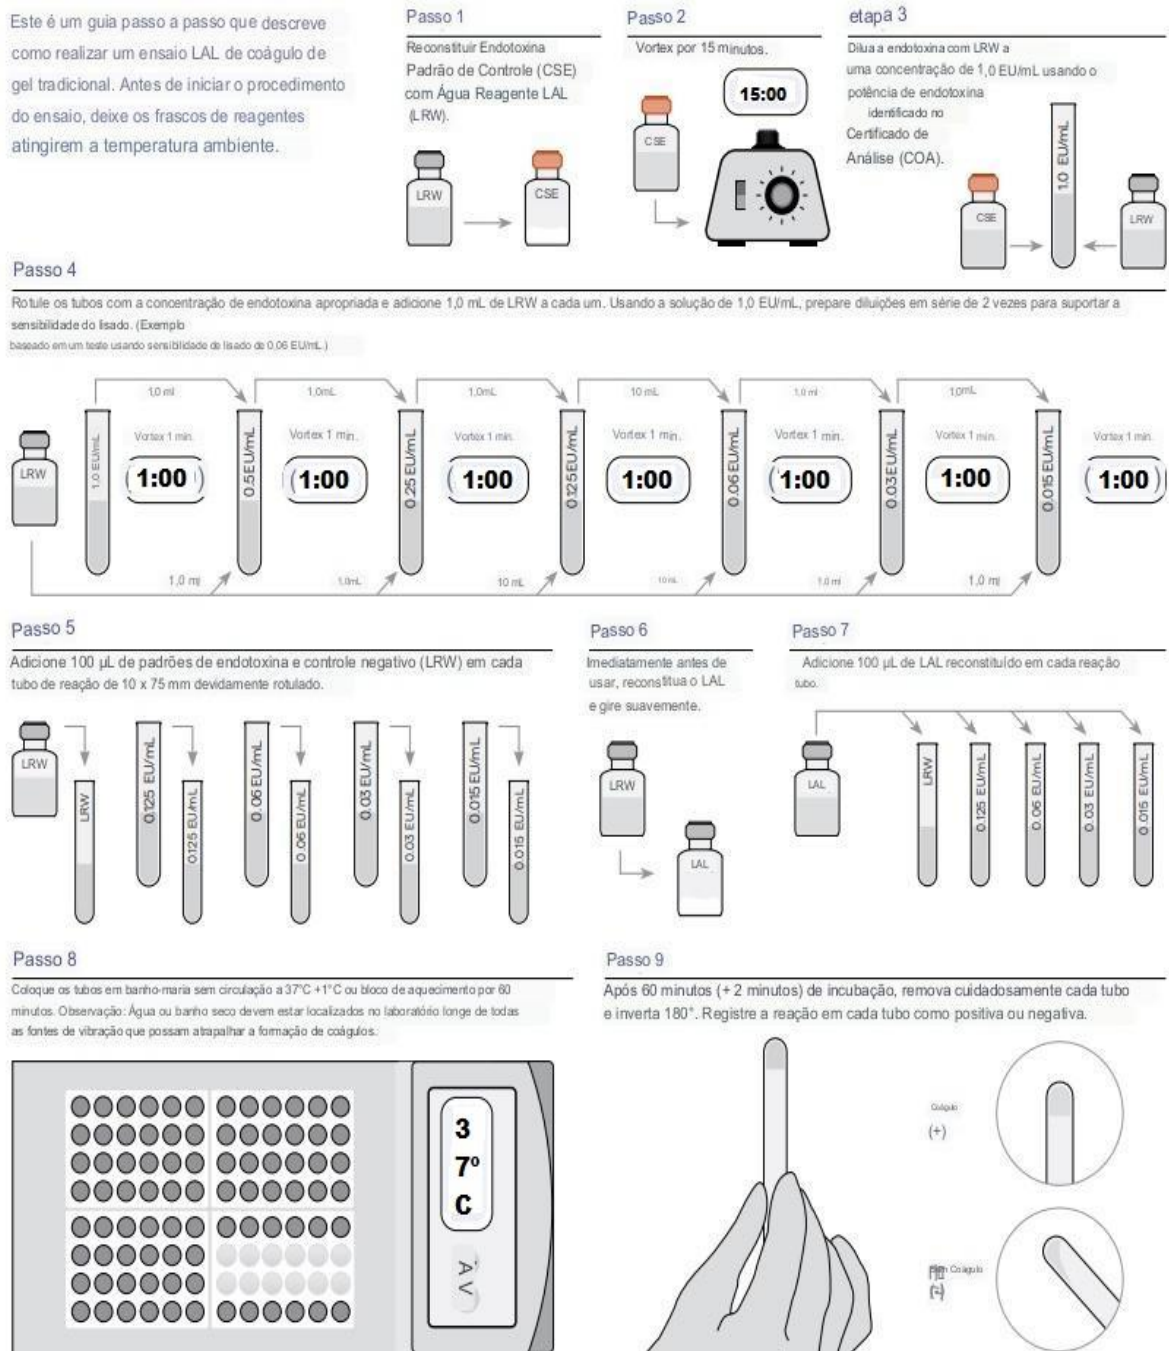 Este é um guia passo a passo que descreve
como realizar um ensaio LAL de coágulo de
gel tradicional. Antes de iniciar o procedimento
do ensaio, deixe os frascos de reagentes
atingirem a temperatura ambiente.
Passo 1
Reconstituir Endotoxina
Padrão de Controle (CSE)
com Água Reagente LAL
(LRW).
LRW
CSE
Passo 2
Vortex por 15 minutos.
15:00
CSE
etapa 3
Dilua a endotoxina com LRW a
uma concentração de 1,0 EU/mL usando o
potência de endotoxina
identificado no
Certificado de
Análise (COA).
1.0 EU/mL
CSE
LRW
Passo 4
Rotule os tubos com a concentração de endotoxina apropriada e adicione 1,0 mL de LRW a cada um. Usando a solução de 1,0 EU/mL, prepare diluições em série de 2 vezes para suportar a
sensibilidade do lisado. (Exemplo
baseado em um teste usando sensibilidade de lisado de 0,06 EU/mL.)
1,0 ml 1,0mL 1,0mL 10 mL 1,0 ml 1,0mL
LRW
1.0 EU/mL
Vortex 1 min.
1:00
0.5EU/mL
Vortex 1 min.
1:00
0.25 EU/mL
Vortex 1 min.
1:00
0.125EU/mL
Vortex 1 min.
1:00
0.06EU/mL
Vortex 1 min.
1:00
0.03EU/mL
Vortex 1 min.
1:00
0.015 EU/mL
Vortex 1 min.
1:00
1,0 ml 1,0mL 10 mL 10 mL 1,0 ml 1,0 ml
Passo 5
Adicione 100 µL de padrões de endotoxina e controle negativo (LRW) em cada
tubo de reação de 10 x 75 mm devidamente rotulado.
LRW
LRW
0.125 EU/mL
0.125 EU/mL
0.06 EU/mL
0.06 EU/mL
0.03 EU/mL
0.03 EU/mL
0.015 EU/mL
0.015 EU/mL
Passo 6
Imediatamente antes de
usar, reconstitua o LAL
e gire suavemente.
LRW
LAL
Passo 7
Adicione 100 µL de LAL reconstituído em cada reação
tubo.
LAL
LRW
0.125 EU/mL
0.06 EU/mL
0.03 EU/mL
0.015 EU/mL
Passo 8
Coloque os tubos em banho-maria sem circulação a 37°C +1°C ou bloco de aquecimento por 60
minutos. Observação: Água ou banho seco devem estar localizados no laboratório longe de todas
as fontes de vibração que possam atrapalhar a formação de coágulos.
3
7º
C
A V
Passo 9
Após 60 minutos (+ 2 minutos) de incubação, remova cuidadosamente cada tubo
e inverta 180°. Registre a reação em cada tubo como positiva ou negativa.
Coágulo
(+)
Coágulo